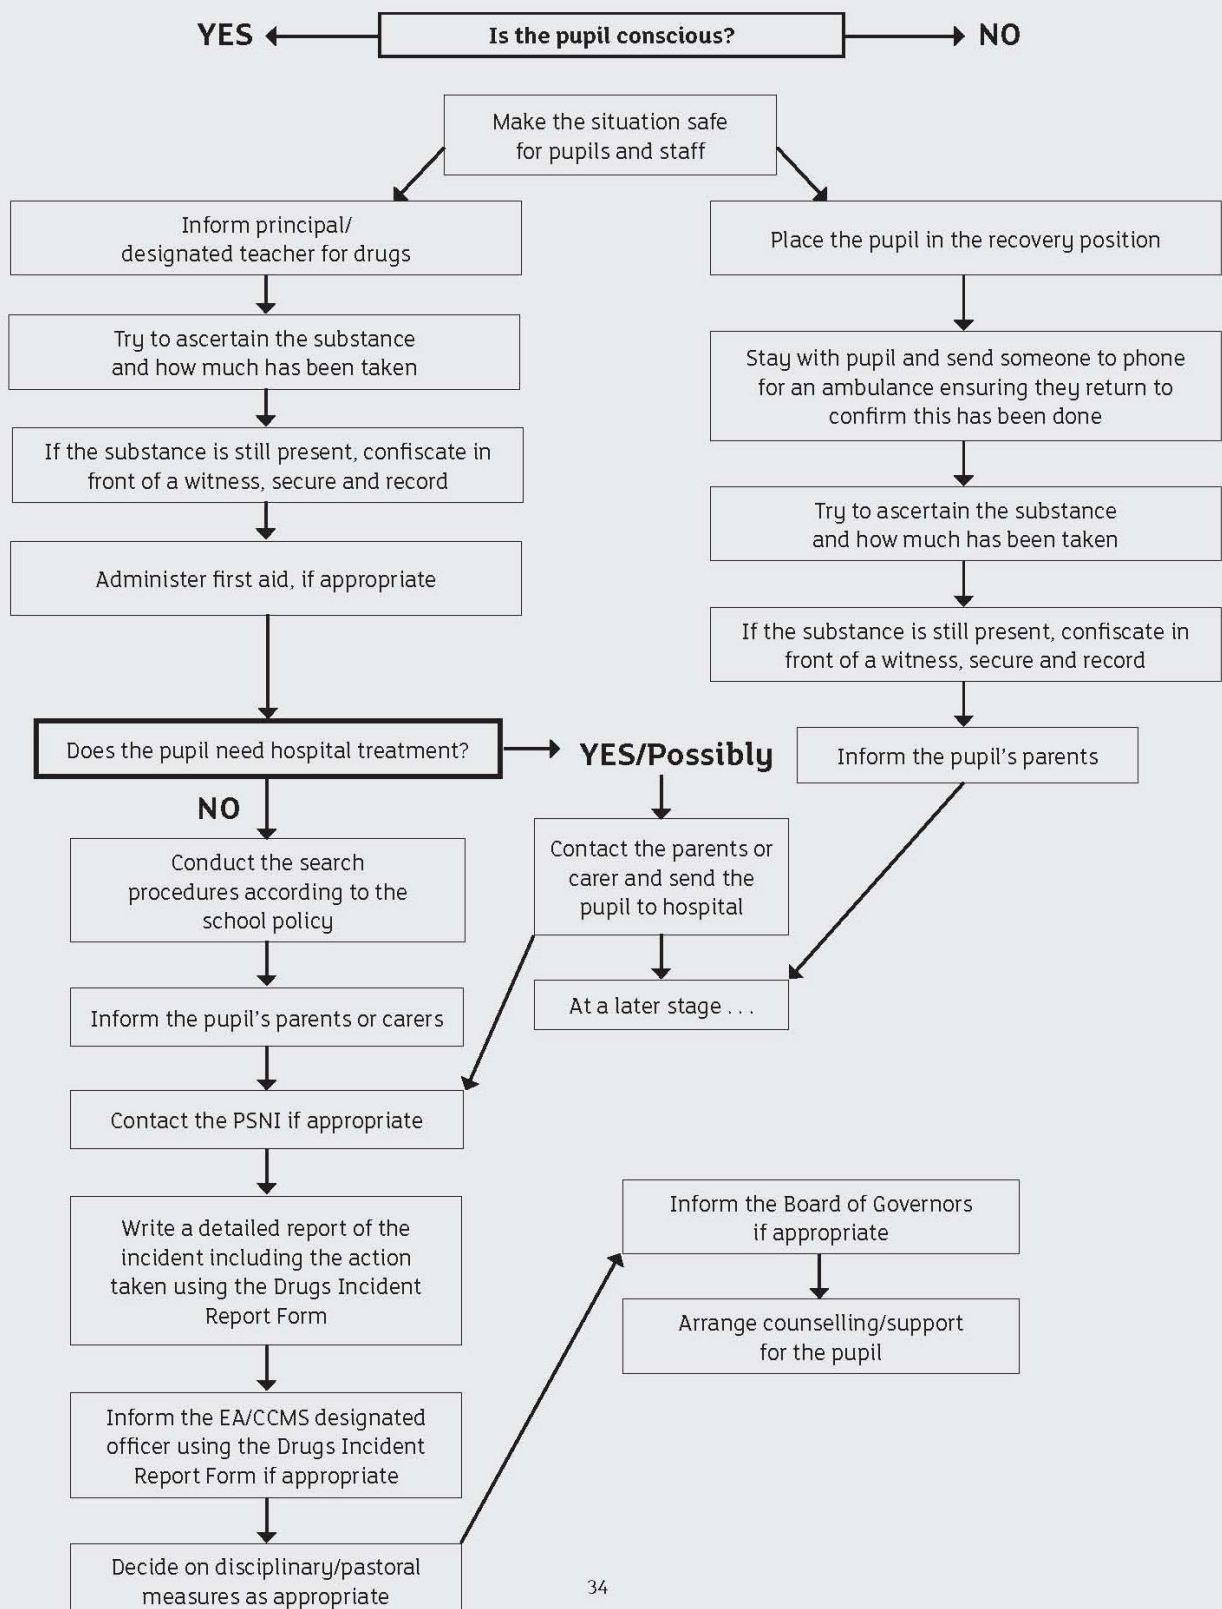 YES
Is the pupil conscious?
NO
Make the situation safe
for pupils and staff
Inform principal/
designated teacher for drugs
Try to ascertain the substance
and how much has been taken
If the substance is still present, confiscate in
front of a witness, secure and record
Administer first aid, if appropriate
Place the pupil in the recovery position
Stay with pupil and send someone to phone
for an ambulance ensuring they return to
confirm this has been done
Try to ascertain the substance
and how much has been taken
If the substance is still present, confiscate in
front of a witness, secure and record
Inform the pupil's parents
Does the pupil need hospital treatment?
YES/Possibly
NO
Contact the parents or
carer and send the
pupil to hospital
At a later stage . . .
Conduct the search
procedures according to the
school policy
Inform the pupil's parents or carers
Contact the PSNI if appropriate
Write a detailed report of the
incident including the action
taken using the Drugs Incident
Report Form
Inform the EA/CCMS designated
officer using the Drugs Incident
Report Form if appropriate
Decide on disciplinary/pastoral
measures as appropriate
Inform the Board of Governors
if appropriate
Arrange counselling/support
for the pupil
34